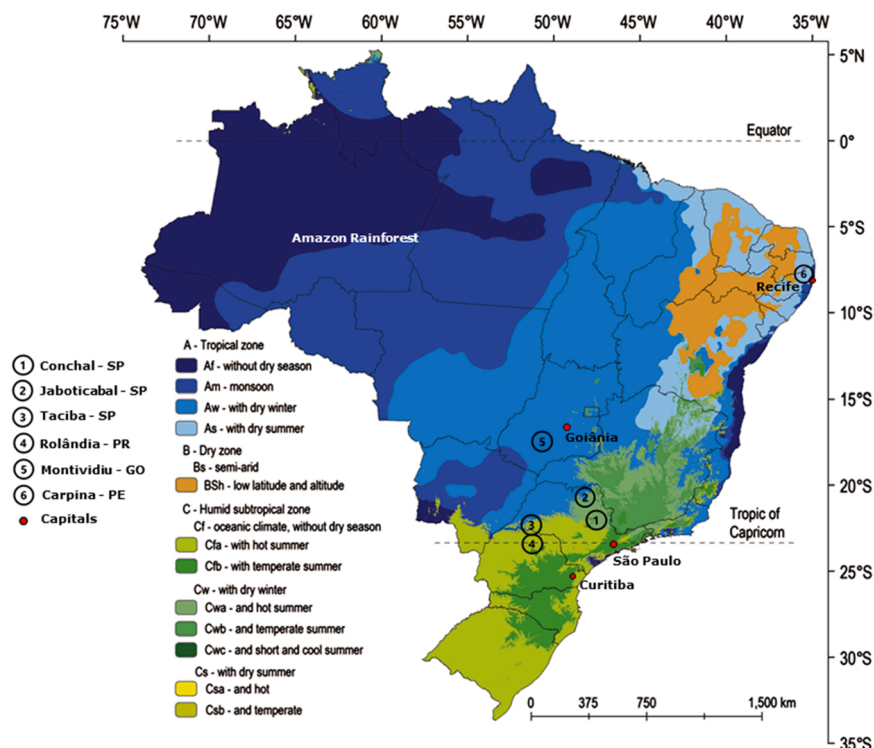 75°W 70°W 65°W 60°W 55°W 50°W 45°W 40°W 35°W
5°N
Equator
0°
Amazon Rainforest
5°S
6
Recife
10°S
A - Tropical zone
Af - without dry season
Am - monsoon
Aw - with dry winter
As - with dry summer
B - Dry zone
Bs - semi-arid
BSh - low latitude and altitude
C - Humid subtropical zone
Cf - oceanic climate, without dry season
Cfa - with hot summer
Cfb - with temperate summer
Cw - with dry winter
Cwa - and hot summer
Cwb - and temperate summer
Cwc - and short and cool summer
Cs - with dry summer
Csa - and hot
Csb - and temperate
1 Conchal - SP
2 Jaboticabal - SP
3 Taciba - SP
4 Rolândia - PR
5 Montividiu - GO
6 Carpina - PE
Capitals
15°S
Goiânia
5
20°S
2
1
3
4
Tropic of
Capricorn
São Paulo
25°S
Curitiba
30°S
0 375 750 1,500 km
35°S